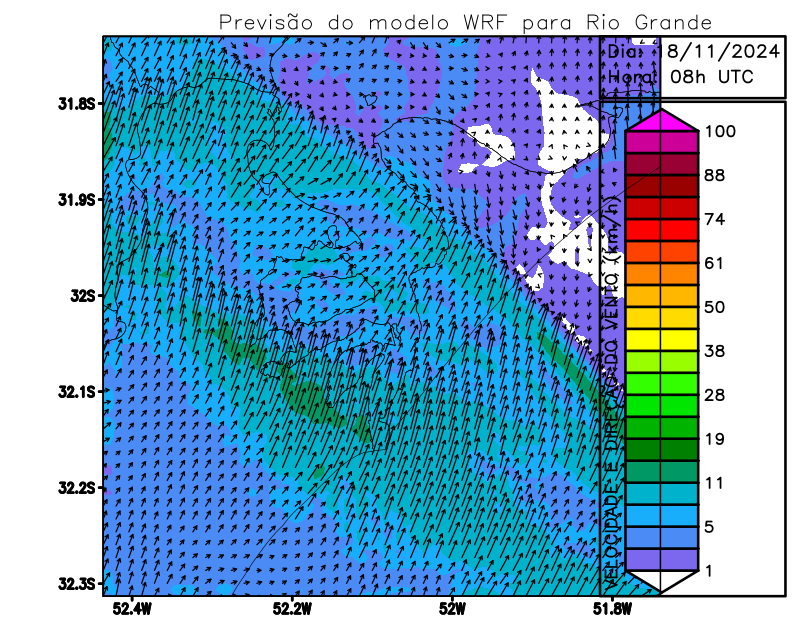 Previsão do modelo WRF para Rio Grande
Dia: 18/11/2024
Hora: 08h UTC
31.8S
31.9S
32S
32.1S
32.2S
32.3S
52.4W
52.2W
52W
51.8W
VELOCIDADE E DIREÇÃO DO VENTO (km/h)
100
88
74
61
50
38
28
19
11
5
1